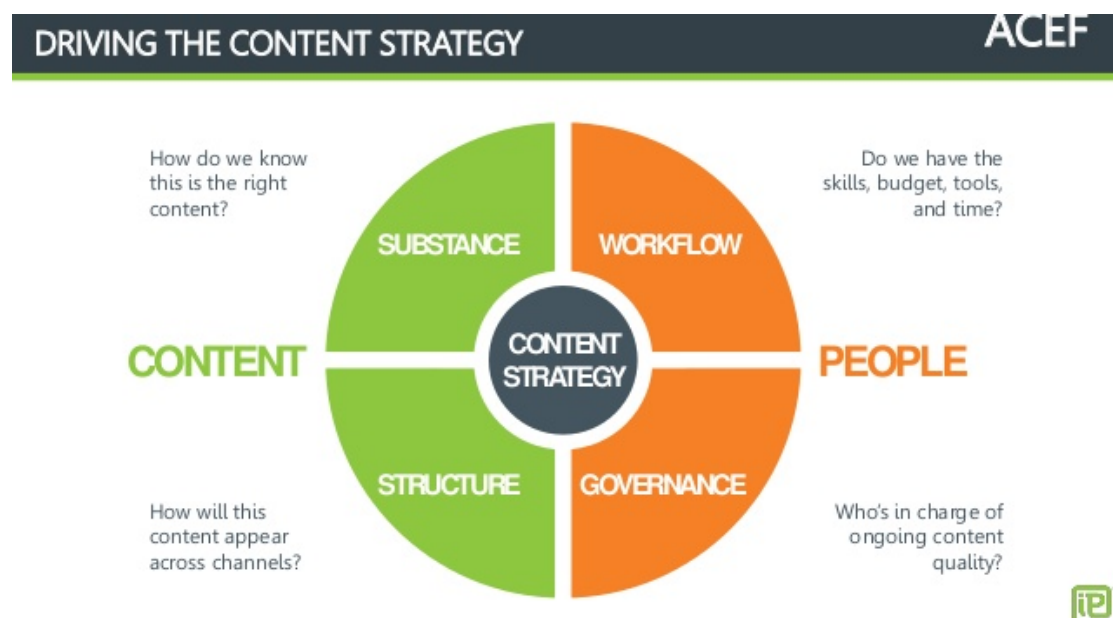 DRIVING THE CONTENT STRATEGY
ACEF
How do we know
this is the right
content?
Do we have the
skills, budget, tools,
and time?
SUBSTANCE
WORKFLOW
CONTENT
CONTENT
STRATEGY
PEOPLE
STRUCTURE
GOVERNANCE
How will this
content appear
across channels?
Who's in charge of
ongoing content
quality?
iP